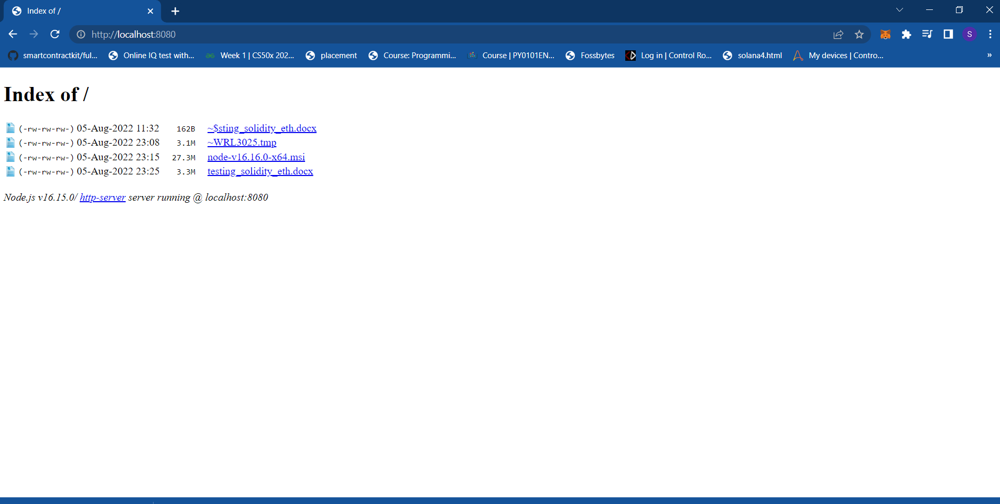 Index of /
http://localhost:8080
S
smartcontractkit/ful... Online IQ test with... Week 1 | CS50x 202... placement Course: Programmi... Course | PY0101EN... Fossbytes Log in | Control Ro... solana4.html My devices | Contro... »
Index of /
(-rw-rw-rw-) 05-Aug-2022 11:32 162B ~$sting_solidity_eth.docx
(-rw-rw-rw-) 05-Aug-2022 23:08 3.1M ~WRL3025.tmp
(-rw-rw-rw-) 05-Aug-2022 23:15 27.3M node-v16.16.0-x64.msi
(-rw-rw-rw-) 05-Aug-2022 23:25 3.3M testing_solidity_eth.docx
Node.js v16.15.0/ http-server server running @ localhost:8080